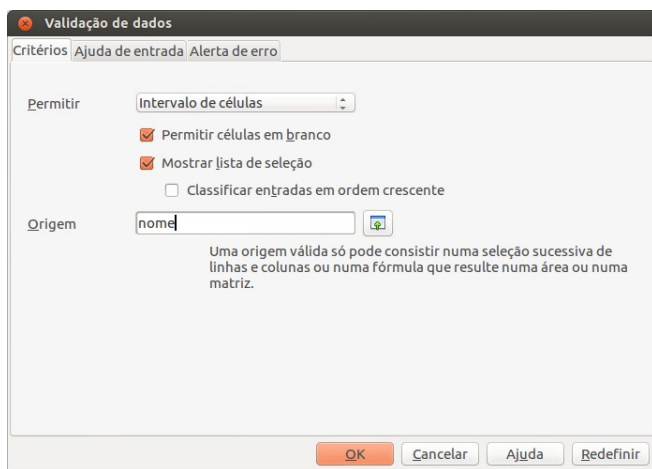 Validação de dados
Critérios Ajuda de entrada Alerta de erro
Permitir Intervalo de células
Permitir células em branco
Mostrar lista de seleção
Classificar entradas em ordem crescente
Origem nome
Uma origem válida só pode consistir numa seleção sucessiva de
linhas e colunas ou numa fórmula que resulte numa área ou numa
matriz.
OK Cancelar Ajuda Redefinir